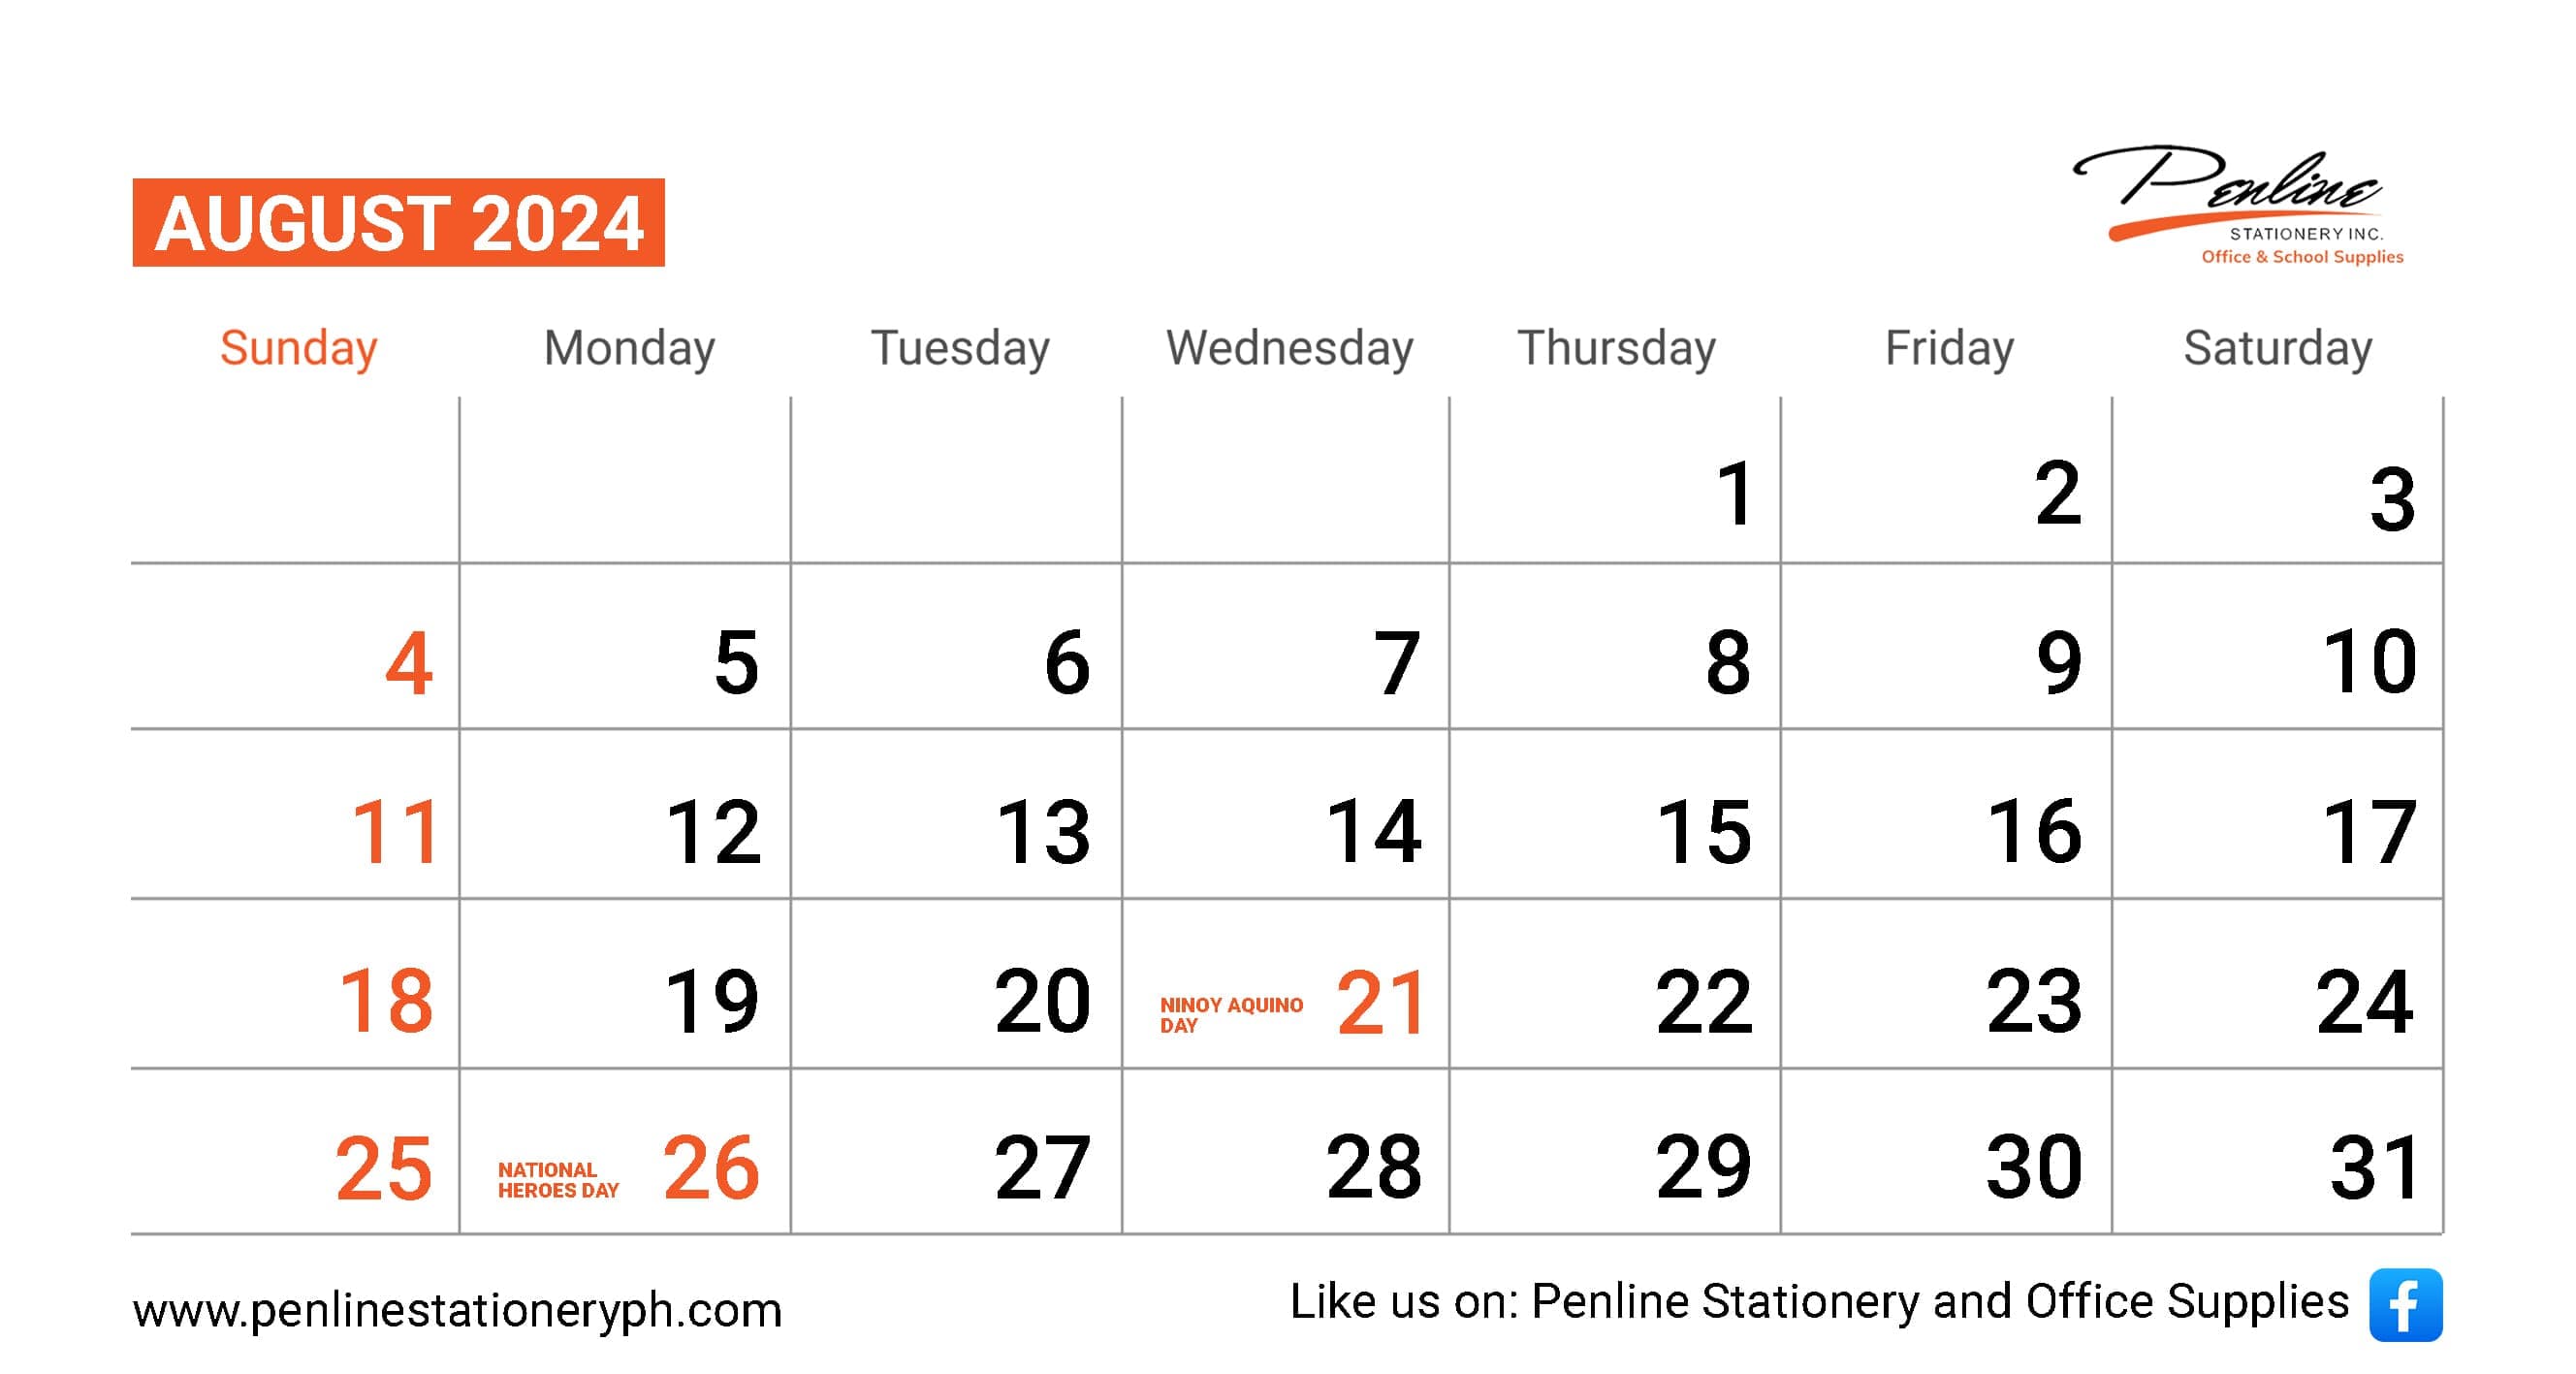 AUGUST 2024
Penline
STATIONERY INC.
Office & School Supplies
Sunday Monday Tuesday Wednesday Thursday Friday Saturday
1 2 3
4 5 6 7 8 9 10
11 12 13 14 15 16 17
18 19 20 NINOY AQUINO 21 22 23 24
DAY
25 NATIONAL 26 27 28 29 30 31
HEROES DAY
www.penlinestationeryph.com
Like us on: Penline Stationery and Office Supplies f